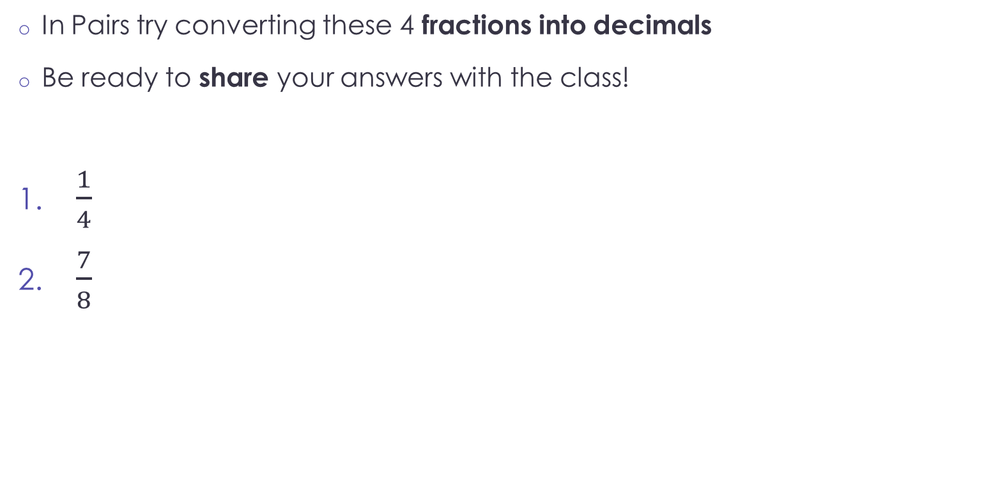 ○ In Pairs try converting these 4 fractions into decimals
○ Be ready to share your answers with the class!
1. 1/4
2. 7/8